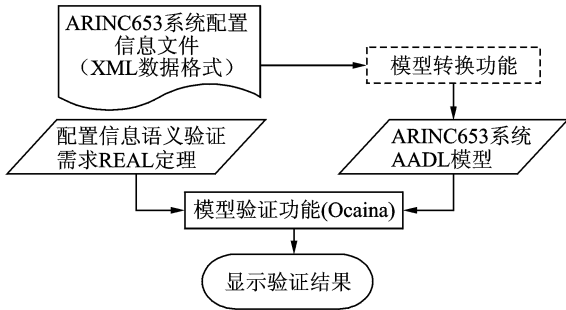 ARINC653系统配置
信息文件
（XML数据格式）
模型转换功能
配置信息语义验证
需求REAL定理
ARINC653系统
AADL模型
模型验证功能(Ocaina)
显示验证结果